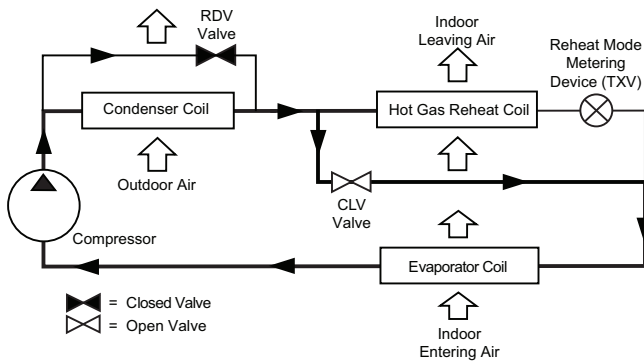 RDV
Valve
Indoor
Leaving Air
Reheat Mode
Metering
Device (TXV)
Condenser Coil
Hot Gas Reheat Coil
Outdoor Air
CLV
Valve
Compressor
Evaporator Coil
= Closed Valve
= Open Valve
Indoor
Entering Air